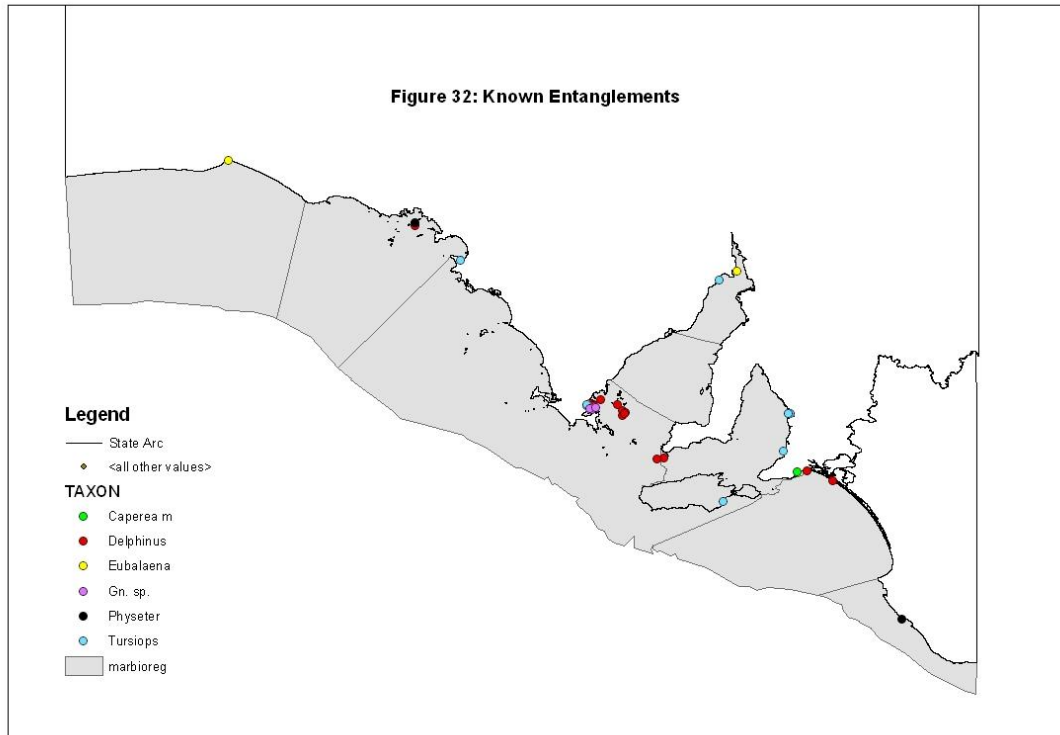 Figure 32: Known Entanglements
Legend
State Arc
<all other values>
TAXON
Caperea m
Delphinus
Eubalaena
Gn. sp.
Physeter
Tursiops
marbioreg